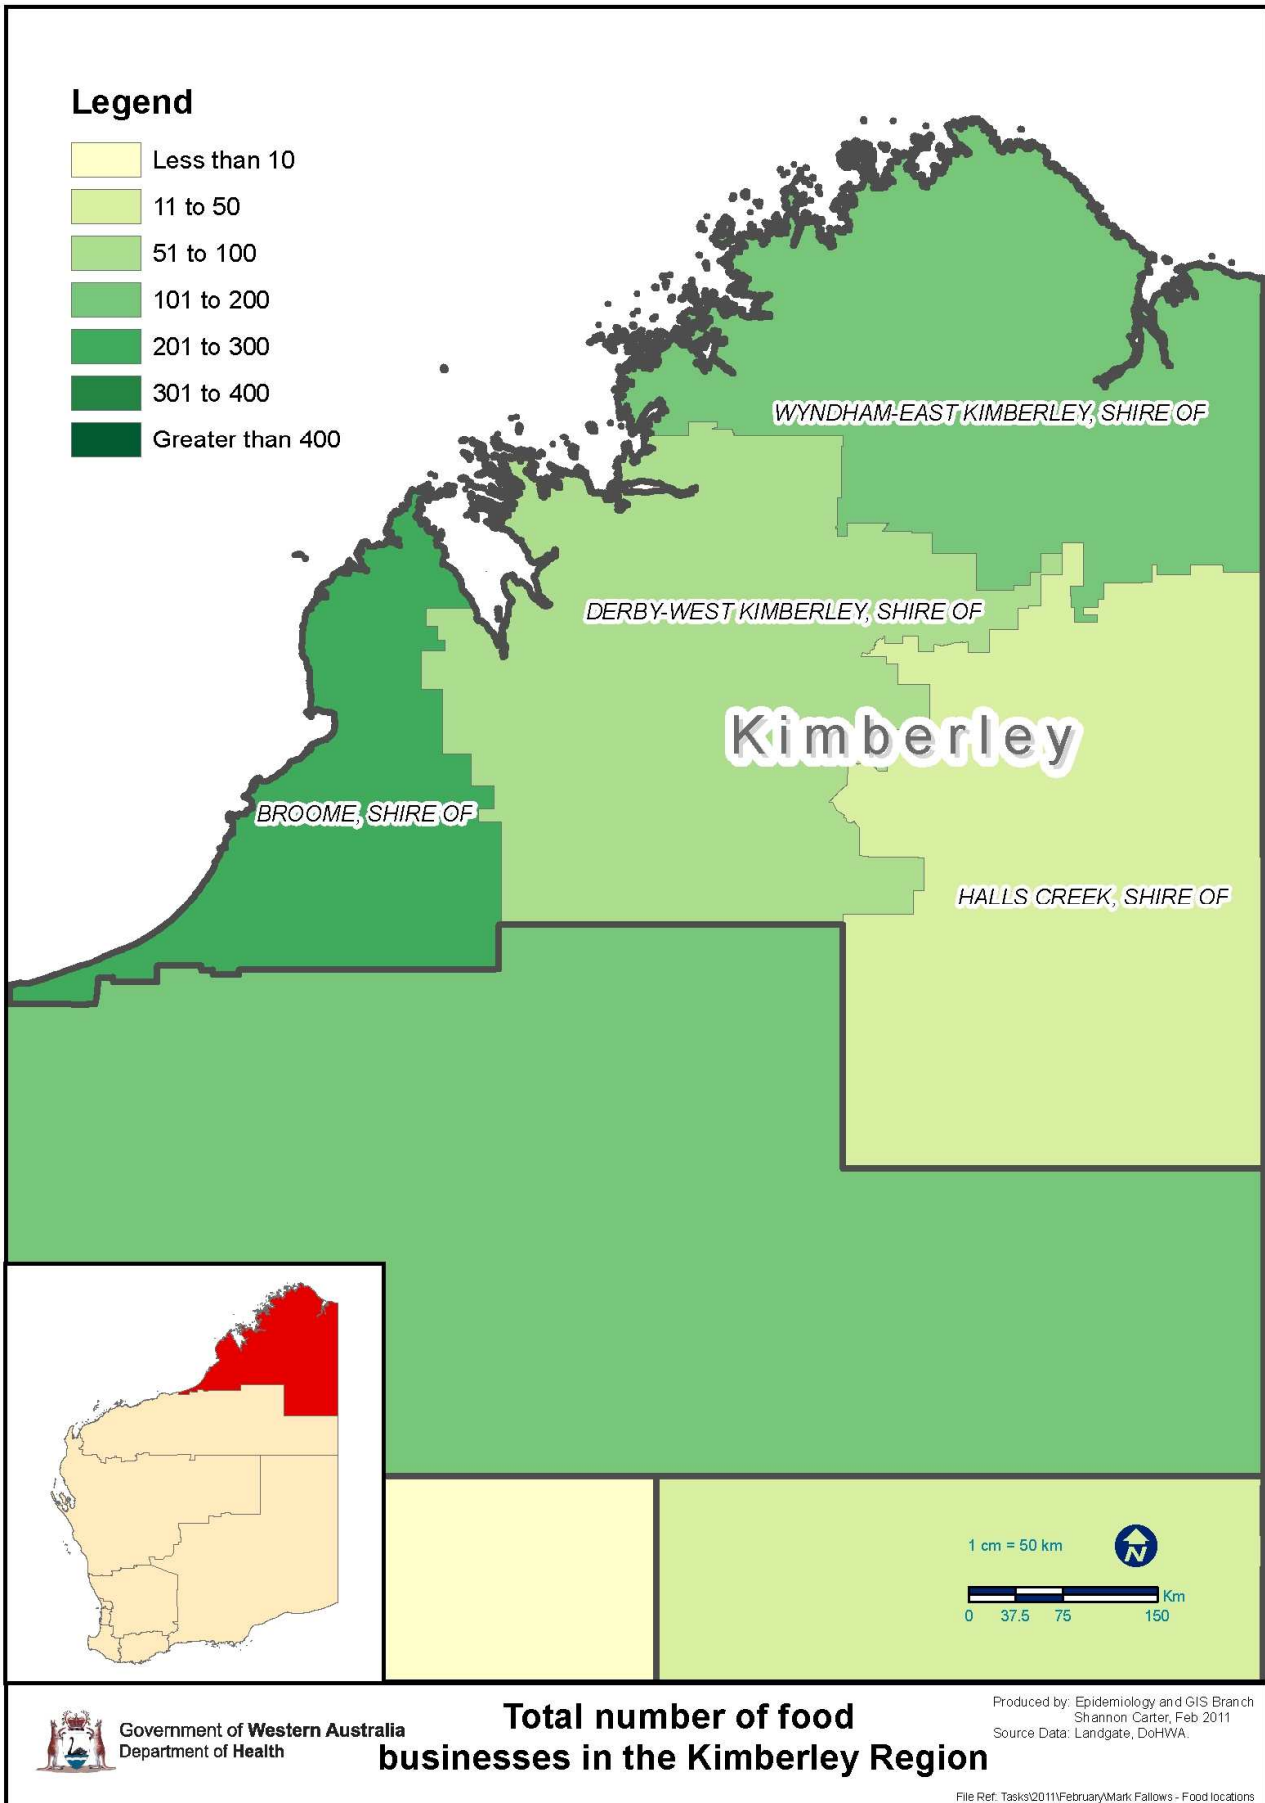 Legend
Less than 10
11 to 50
51 to 100
101 to 200
201 to 300
301 to 400
Greater than 400
WYNDHAM-EAST KIMBERLEY, SHIRE OF
DERBY-WEST KIMBERLEY, SHIRE OF
Kimberley
BROOME, SHIRE OF
HALLS CREEK, SHIRE OF
1 cm = 50 km
N
Km
0 37.5 75 150
Government of Western Australia
Department of Health
Total number of food
businesses in the Kimberley Region
Produced by: Epidemiology and GIS Branch
Shannon Carter, Feb 2011
Source Data: Landgate, DoHWA.
File Ref: Tasks\2011\February\Mark Fallows - Food locations